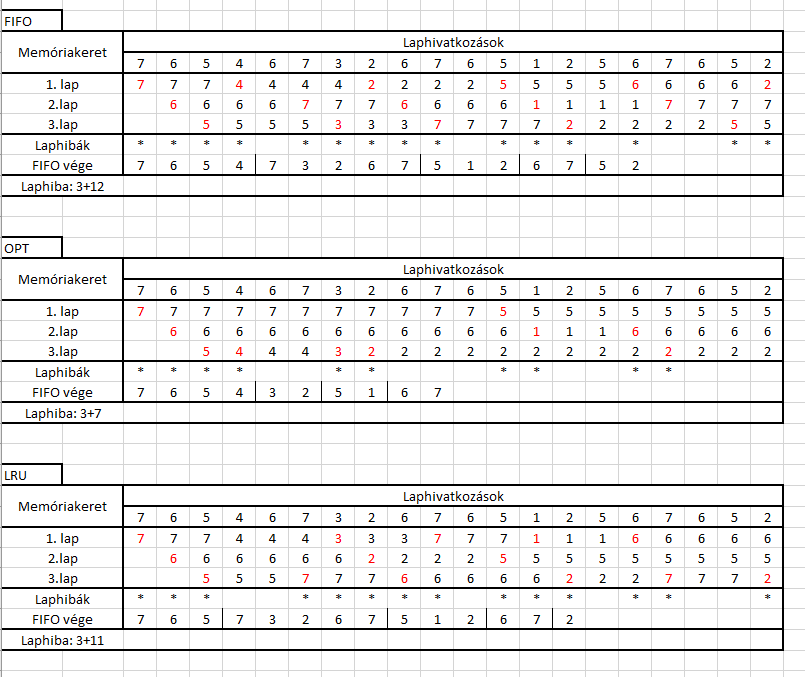 FIFO
Memóriakeret Laphivatkozások
7 6 5 4 6 7 3 2 6 7 6 5 1 2 5 6 7 6 5 2
1. lap 7 7 7 4 4 4 4 2 2 2 2 5 5 5 5 6 6 6 6 2
2.lap 6 6 6 6 7 7 7 6 6 6 6 1 1 1 1 7 7 7 7
3.lap 5 5 5 5 3 3 3 7 7 7 7 2 2 2 2 2 5 5
Laphibák * * * * * * * * * * * * * * *
FIFO vége 7 6 5 4 7 3 2 6 7 5 1 2 6 7 5 2
Laphiba: 3+12
OPT
Memóriakeret Laphivatkozások
7 6 5 4 6 7 3 2 6 7 6 5 1 2 5 6 7 6 5 2
1. lap 7 7 7 7 7 7 7 7 7 7 7 5 5 5 5 5 5 5 5 5
2.lap 6 6 6 6 6 6 6 6 6 6 6 1 1 1 6 6 6 6 6
3.lap 5 4 4 4 3 2 2 2 2 2 2 2 2 2 2 2 2 2
Laphibák * * * * * * * * * *
FIFO vége 7 6 5 4 3 2 5 1 6 7
Laphiba: 3+7
LRU
Memóriakeret Laphivatkozások
7 6 5 4 6 7 3 2 6 7 6 5 1 2 5 6 7 6 5 2
1. lap 7 7 7 4 4 4 3 3 3 7 7 7 1 1 1 6 6 6 6 6
2.lap 6 6 6 6 6 6 2 2 2 2 5 5 5 5 5 5 5 5 5
3.lap 5 5 5 7 7 7 6 6 6 6 6 2 2 2 7 7 7 2
Laphibák * * * * * * * * * * * * * *
FIFO vége 7 6 5 7 3 2 6 7 5 1 2 6 7 2
Laphiba: 3+11